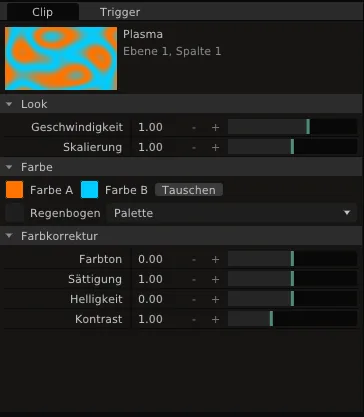 Clip Trigger
Plasma
Ebene 1, Spalte 1
Look
Geschwindigkeit 1.00 - +
Skalierung 1.00 - +
Farbe
Farbe A Farbe B Tauschen
Regenbogen Palette
Farbkorrektur
Farbton 0.00 - +
Sättigung 1.00 - +
Helligkeit 0.00 - +
Kontrast 1.00 - +